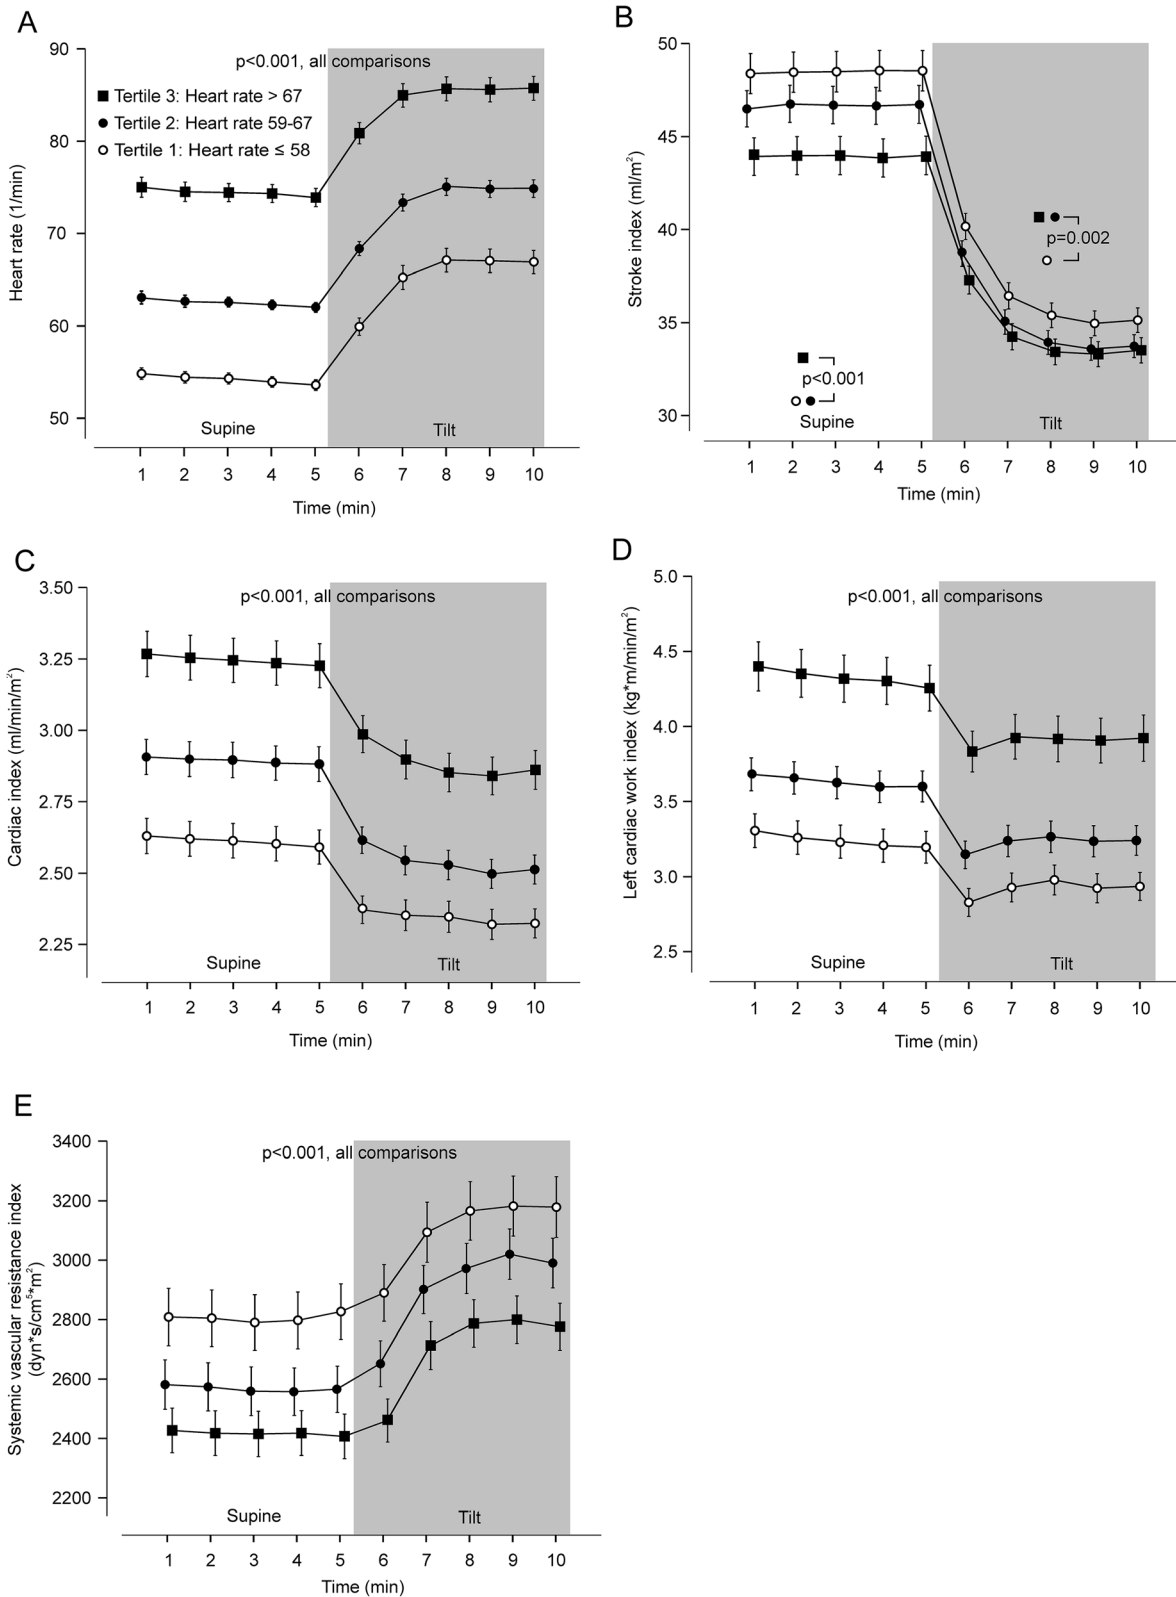 A
p<0.001, all comparisons
Tertile 3: Heart rate > 67
Tertile 2: Heart rate 59-67
Tertile 1: Heart rate ≤ 58
Heart rate (1/min)
90
80
70
60
50
Supine
Tilt
1 2 3 4 5 6 7 8 9 10
Time (min)
B
Stroke index (ml/m²)
50
45
40
35
30
p=0.002
p<0.001
Supine
Tilt
1 2 3 4 5 6 7 8 9 10
Time (min)
C
p<0.001, all comparisons
Cardiac index (ml/min/m²)
3.50
3.25
3.00
2.75
2.50
2.25
Supine
Tilt
1 2 3 4 5 6 7 8 9 10
Time (min)
D
p<0.001, all comparisons
Left cardiac work index (kg*m/min/m²)
5.0
4.5
4.0
3.5
3.0
2.5
Supine
Tilt
1 2 3 4 5 6 7 8 9 10
Time (min)
E
p<0.001, all comparisons
Systemic vascular resistance index
(dyn*s/cm⁵*m²)
3400
3200
3000
2800
2600
2400
2200
Supine
Tilt
1 2 3 4 5 6 7 8 9 10
Time (min)